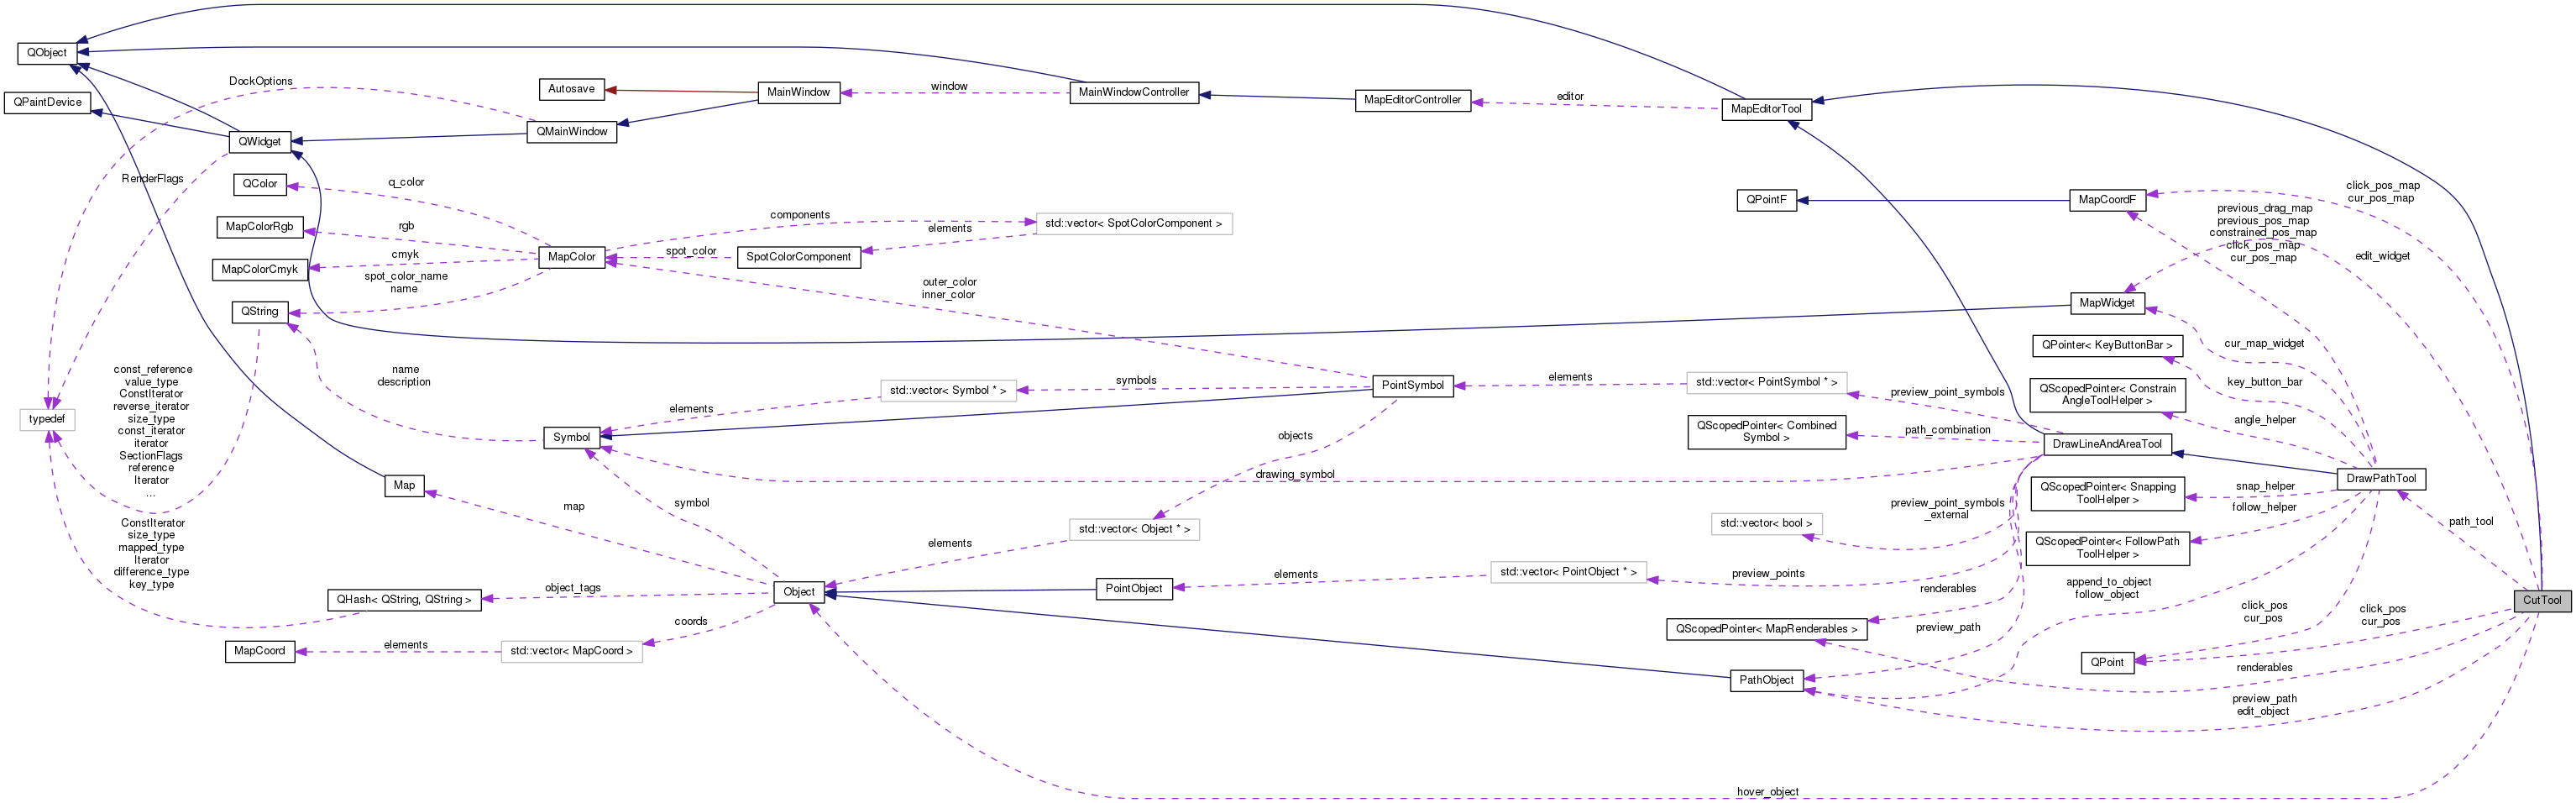 QObject
QPaintDevice
DockOptions
RenderFlags
QWidget
QColor
MapColorRgb
MapColorCmyk
QString
const_reference
value_type
ConstIterator
reverse_iterator
size_type
const_iterator
iterator
SectionFlags
reference
Iterator
...
typedef
ConstIterator
size_type
mapped_type
Iterator
difference_type
key_type
Map
QHash< QString, QString >
MapCoord
q_color
rgb
cmyk
spot_color_name
name
name
description
Autosave
QMainWindow
MapColor
Symbol
object_tags
map
elements
MainWindow
components
spot_color
SpotColorComponent
elements
symbol
Object
coords
std::vector< MapCoord >
window
elements
std::vector< SpotColorComponent >
outer_color
inner_color
std::vector< Symbol * >
symbols
elements
MainWindowController
std::vector< Object * >
PointObject
objects
drawing_symbol
elements
MapEditorController
PointSymbol
elements
std::vector< PointSymbol * >
std::vector< PointObject * >
editor
MapEditorTool
QPointF
QScopedPointer< Combined
Symbol >
std::vector< bool >
preview_points
QScopedPointer< MapRenderables >
PathObject
hover_object
preview_point_symbols
path_combination
preview_point_symbols
_external
renderables
preview_path
MapCoordF
MapWidget
QPointer< KeyButtonBar >
QScopedPointer< Constrain
AngleToolHelper >
DrawLineAndAreaTool
QScopedPointer< Snapping
ToolHelper >
QScopedPointer< FollowPath
ToolHelper >
append_to_object
follow_object
QPoint
previous_drag_map
previous_pos_map
constrained_pos_map
click_pos_map
cur_pos_map
cur_map_widget
key_button_bar
angle_helper
snap_helper
follow_helper
click_pos
cur_pos
renderables
preview_path
edit_object
click_pos_map
cur_pos_map
edit_widget
DrawPathTool
click_pos
cur_pos
path_tool
CutTool